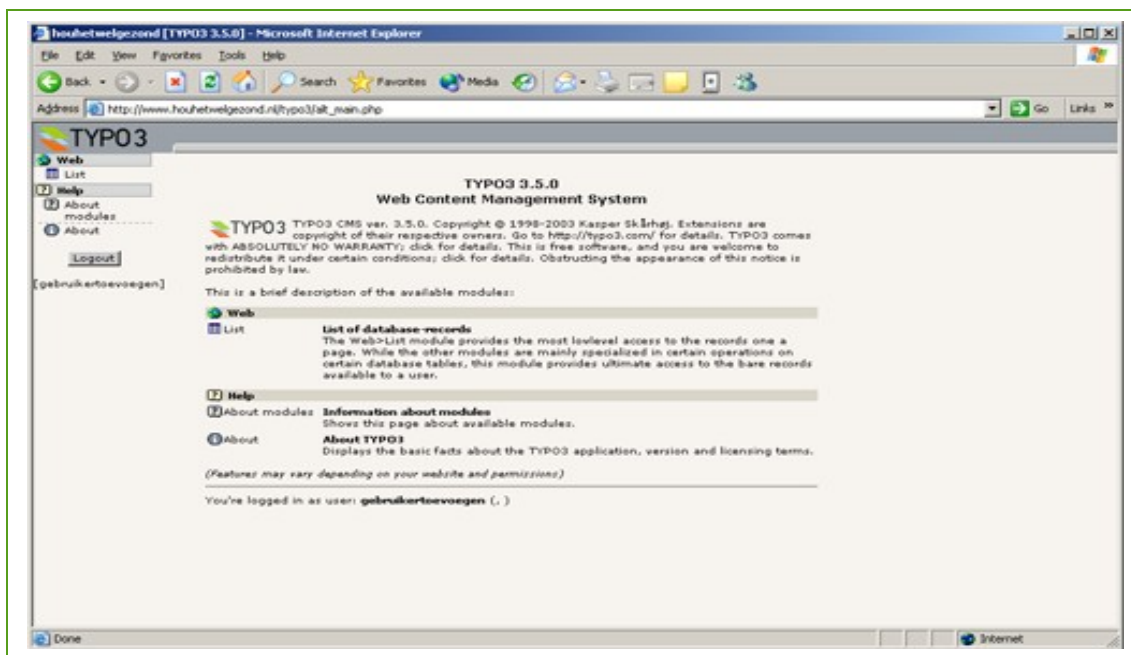 houhetwelgezond [TYPO3 3.5.0] - Microsoft Internet Explorer
File Edit View Favorites Tools Help
Back Search Favorites Media
Address http://www.houhetwelgezond.nl/typo3/alt_main.php Go Links »
TYPO3
Web
List
Help
About
modules
About
Logout
[gebruikertoevoegen]
TYPO3 3.5.0
Web Content Management System
TYPO3 TYPO3 CMS ver. 3.5.0. Copyright © 1998-2003 Kasper Skårhøj. Extensions are
copyright of their respective owners. Go to http://typo3.com/ for details. TYPO3 comes
with ABSOLUTELY NO WARRANTY; click for details. This is free software, and you are welcome to
redistribute it under certain conditions; click for details. Obstructing the appearance of this notice is
prohibited by law.
This is a brief description of the available modules:
Web
List List of database-records
The Web>List module provides the most lowlevel access to the records one a
page. While the other modules are mainly specialized in certain operations on
certain database tables, this module provides ultimate access to the bare records
available to a user.
Help
About modules Information about modules
Shows this page about available modules.
About About TYPO3
Displays the basic facts about the TYPO3 application, version and licensing terms.
(Features may vary depending on your website and permissions)
You're logged in as user: gebruikertoevoegen (, )
Done Internet